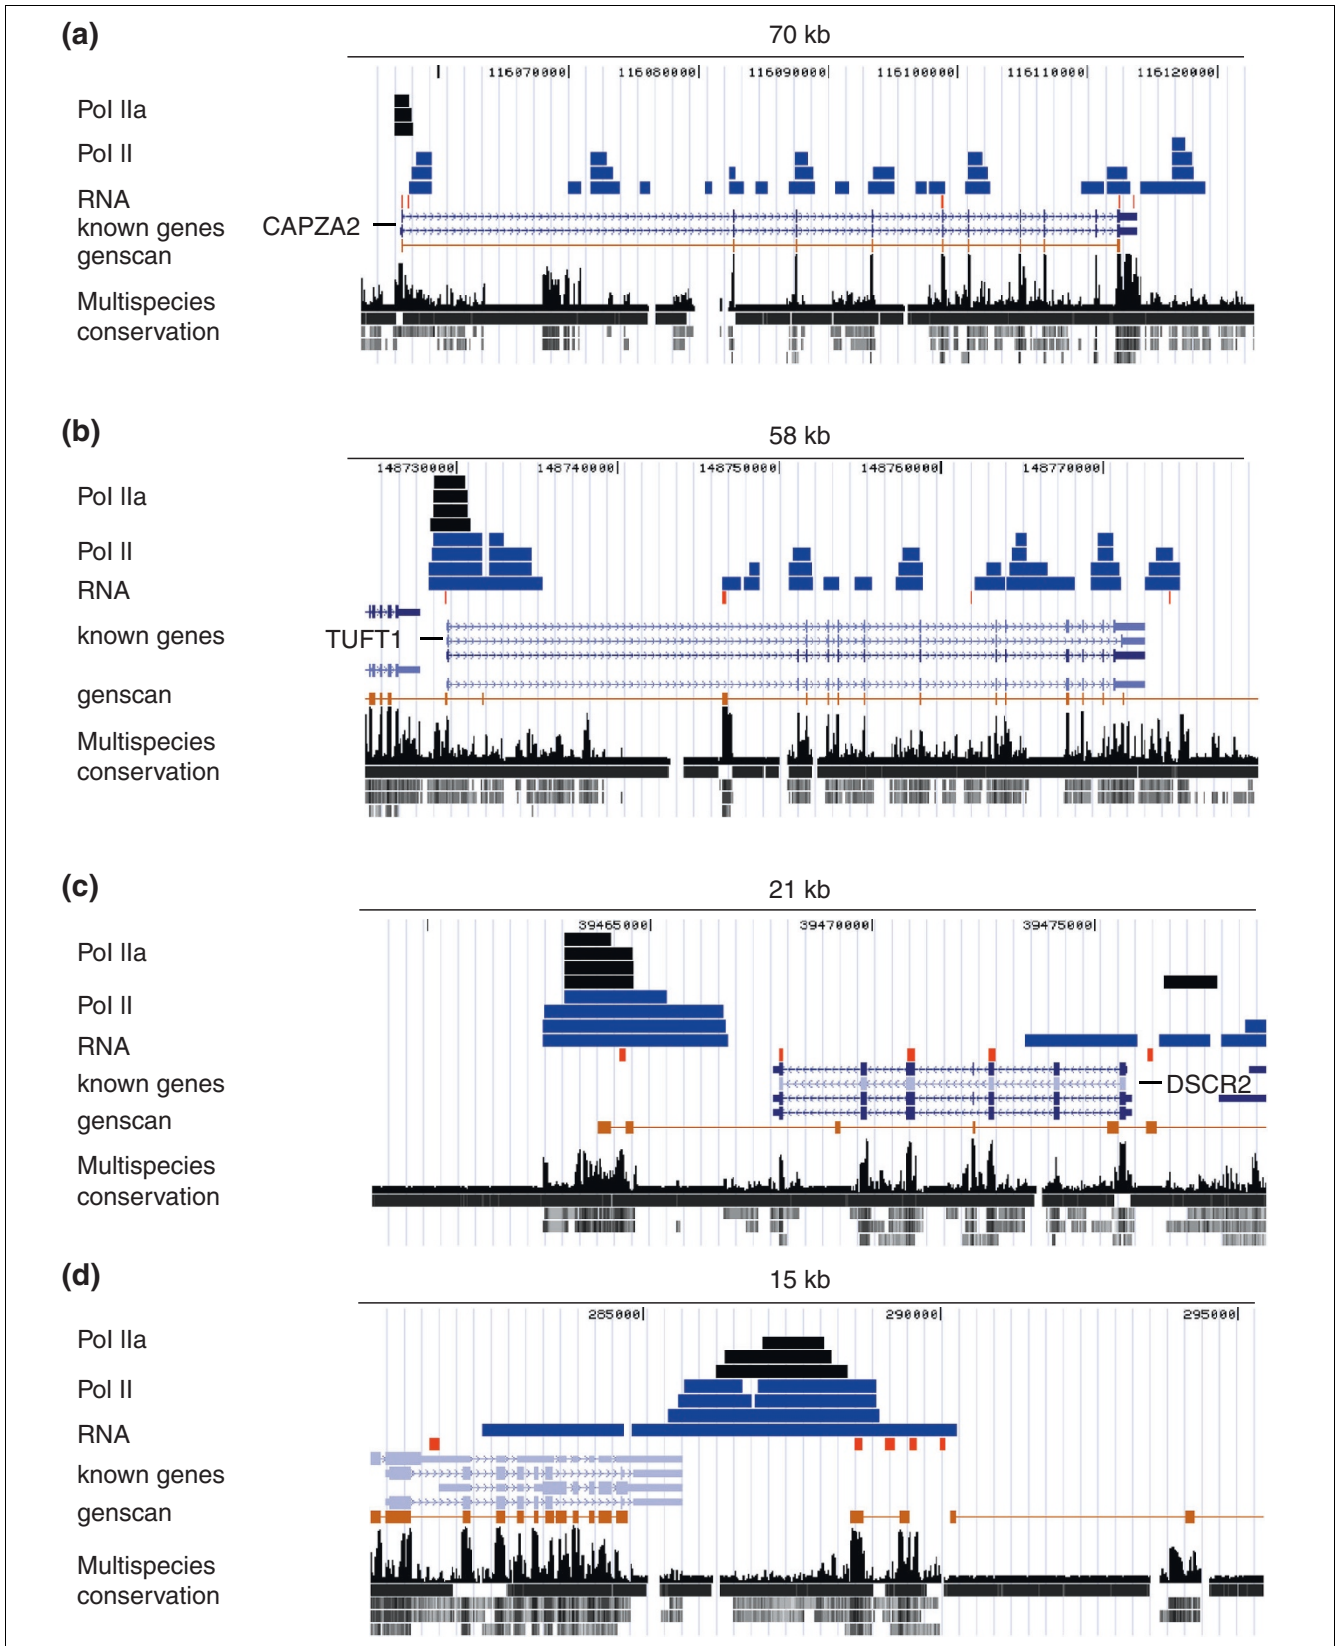 (a)
70 kb
116070000| 116080000| 116090000| 116100000| 116110000| 116120000|
Pol IIa
Pol II
RNA
known genes
CAPZA2
genscan
Multispecies
conservation
(b)
58 kb
148730000| 148740000| 148750000| 148760000| 148770000|
Pol IIa
Pol II
RNA
known genes
TUFT1
genscan
Multispecies
conservation
(c)
21 kb
39465000| 39470000| 39475000|
Pol IIa
Pol II
RNA
known genes
DSCR2
genscan
Multispecies
conservation
(d)
15 kb
285000| 290000| 295000|
Pol IIa
Pol II
RNA
known genes
genscan
Multispecies
conservation